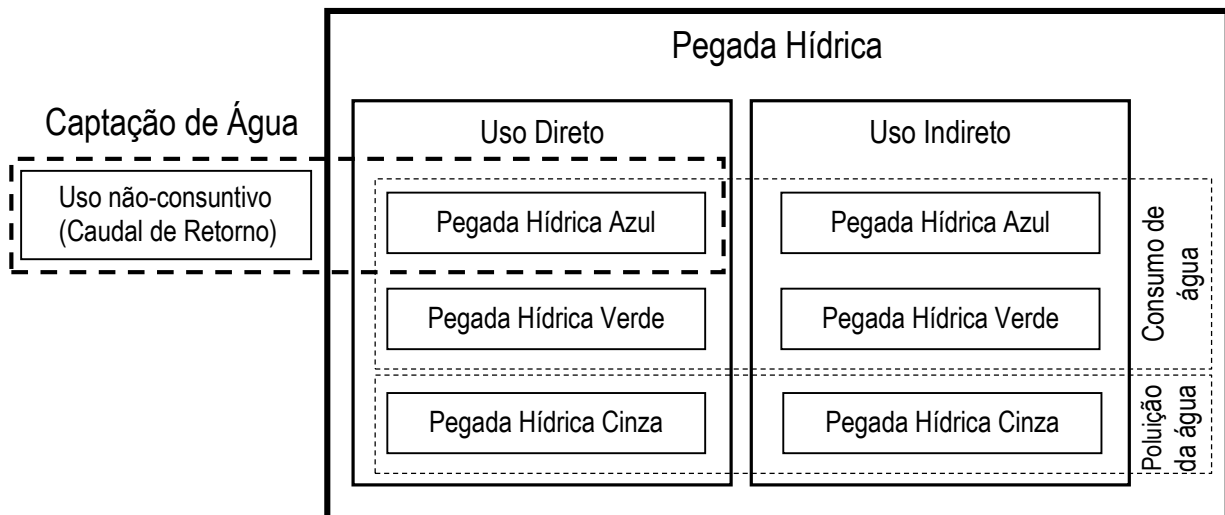 Pegada Hídrica
Captação de Água
Uso Direto
Uso Indireto
Uso não-consuntivo
(Caudal de Retorno)
Pegada Hídrica Azul
Pegada Hídrica Azul
Pegada Hídrica Verde
Pegada Hídrica Verde
Consumo de
água
Pegada Hídrica Cinza
Pegada Hídrica Cinza
Poluição
da água